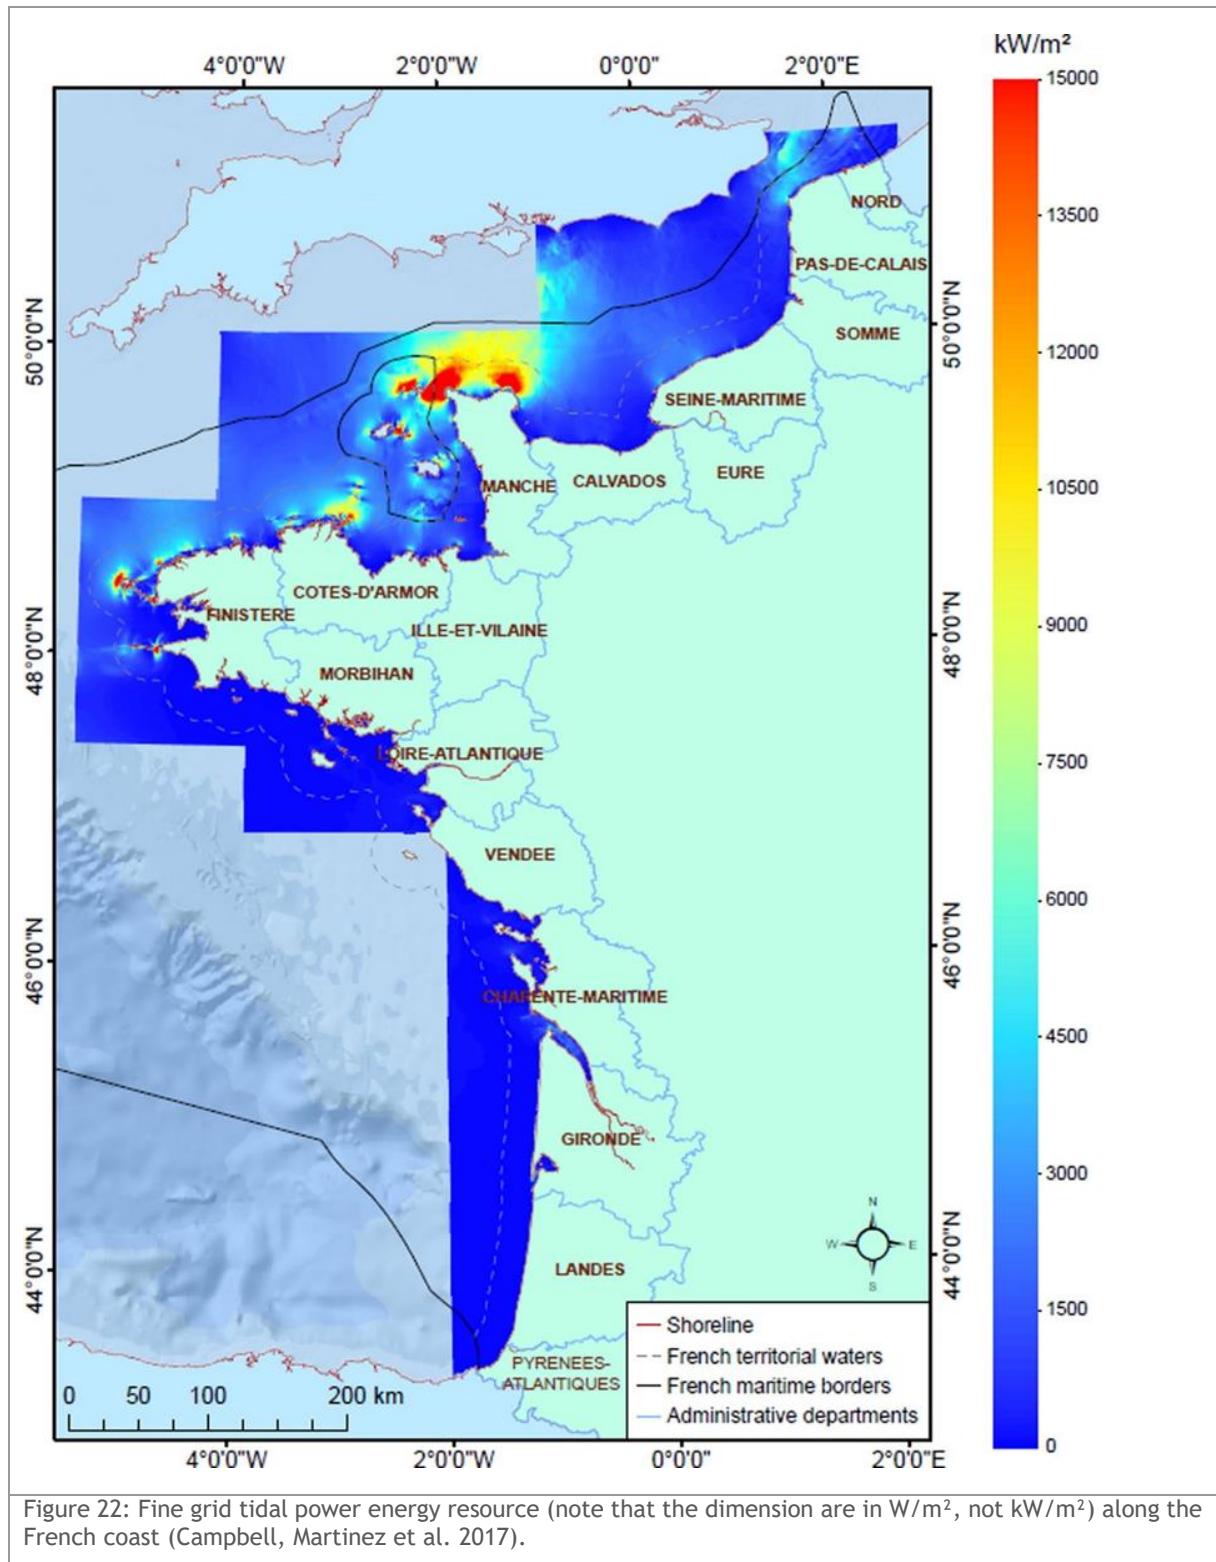 kW/m²
4°0'0"W 2°0'0"W 0°0'0" 2°0'0"E
15000
13500
12000
10500
9000
7500
6000
4500
3000
1500
0
50°0'0"N
48°0'0"N
46°0'0"N
44°0'0"N
50°0'0"N
48°0'0"N
46°0'0"N
44°0'0"N
NORD
PAS-DE-CALAIS
SOMME
SEINE-MARITIME
EURE
CALVADOS
MANCHE
COTES-D'ARMOR
FINISTERE
ILLE-ET-VILAINE
MORBIHAN
LOIRE-ATLANTIQUE
VENDEE
CHARENTE-MARITIME
GIRONDE
LANDES
PYRENEES-
ATLANTIQUES
N
W E
S
Shoreline
French territorial waters
French maritime borders
Administrative departments
0 50 100 200 km
4°0'0"W 2°0'0"W 0°0'0" 2°0'0"E
Figure 22: Fine grid tidal power energy resource (note that the dimension are in W/m², not kW/m²) along the
French coast (Campbell, Martinez et al. 2017).